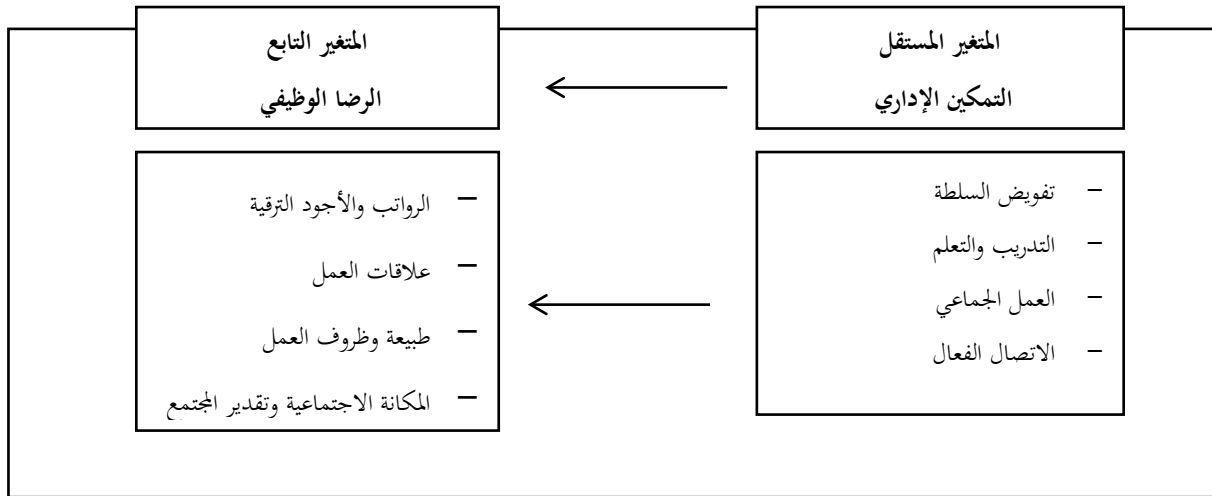 المتغير المستقل
التمكين الإداري
– تفويض السلطة
– التدريب والتعلم
– العمل الجماعي
– الاتصال الفعال
المتغير التابع
الرضا الوظيفي
– الرواتب والأجود الترقية
– علاقات العمل
– طبيعة وظروف العمل
– المكانة الاجتماعية وتقدير المجتمع